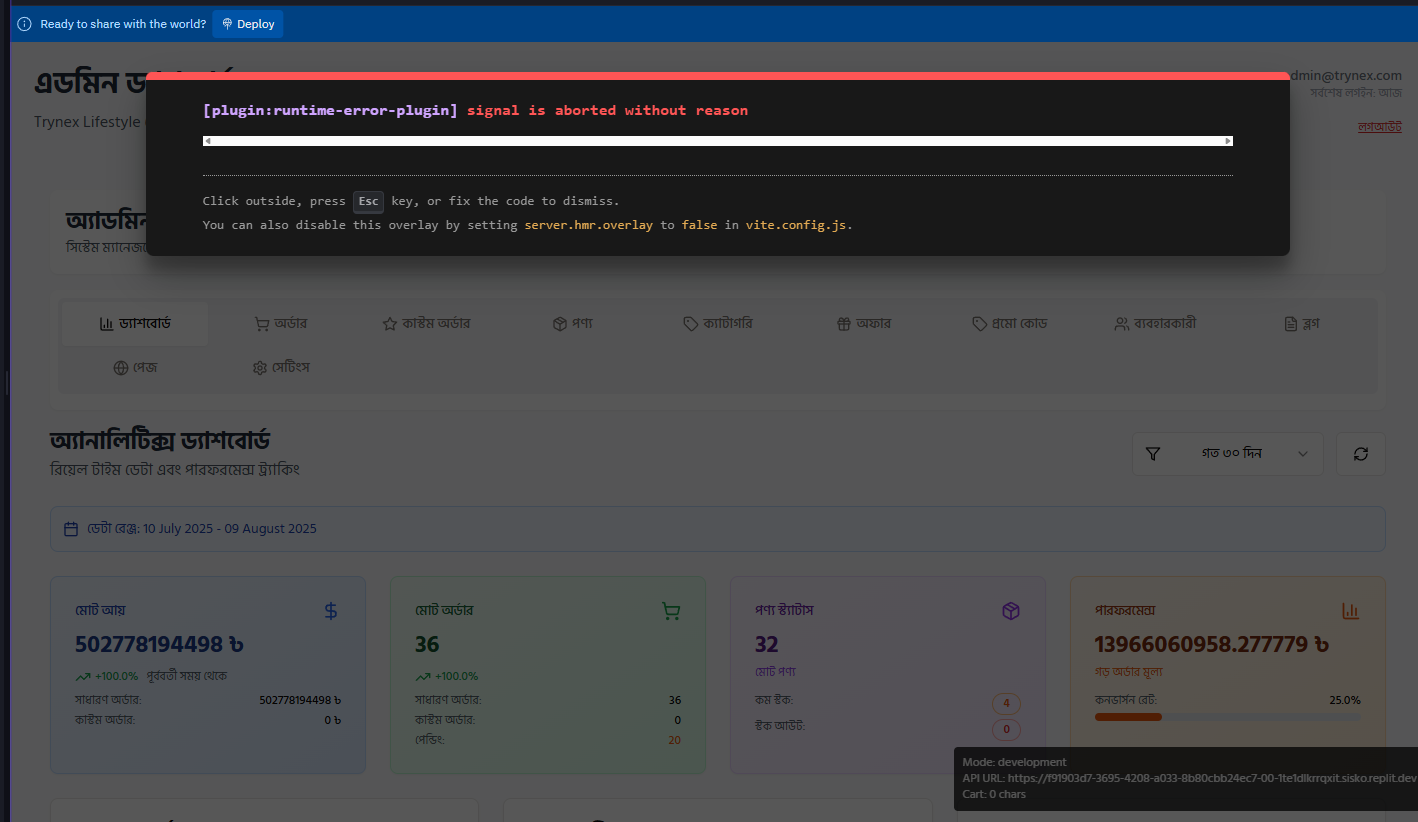 Ready to share with the world? Deploy
এডমিন
dmin@trynex.com
সর্বশেষ লগইন: আজ
Trynex Lifestyle
লগআউট
[plugin:runtime-error-plugin] signal is aborted without reason
Click outside, press Esc key, or fix the code to dismiss.
You can also disable this overlay by setting server.hmr.overlay to false in vite.config.js.
অ্যাডমিন
সিস্টেম
ড্যাশবোর্ড অর্ডার কাস্টম অর্ডার পণ্য ক্যাটাগরি অফার প্রমো কোড ব্যবহারকারী ব্লগ
পেজ সেটিংস
অ্যানালিটিক্স ড্যাশবোর্ড
রিয়েল টাইম ডেটা এবং পারফরমেন্স ট্র্যাকিং
গত ৩০ দিন
ডেটা রেঞ্জ: 10 July 2025 - 09 August 2025
মোট আয়
502778194498 ৳
+100.0% পূর্ববর্তী সময় থেকে
সাধারণ অর্ডার: 502778194498 ৳
কাস্টম অর্ডার: 0 ৳
মোট অর্ডার
36
+100.0%
সাধারণ অর্ডার: 36
কাস্টম অর্ডার: 0
পেন্ডিং: 20
পণ্য স্ট্যাটাস
32
মোট পণ্য
কম স্টক: 4
স্টক আউট: 0
পারফরমেন্স
13966060958.277779 ৳
গড় অর্ডার মূল্য
কনভার্সন রেট: 25.0%
Mode: development
API URL: https://f91903d7-3695-4208-a033-8b80cbb24ec7-00-1te1dlkrrqxit.sisko.replit.dev
Cart: 0 chars